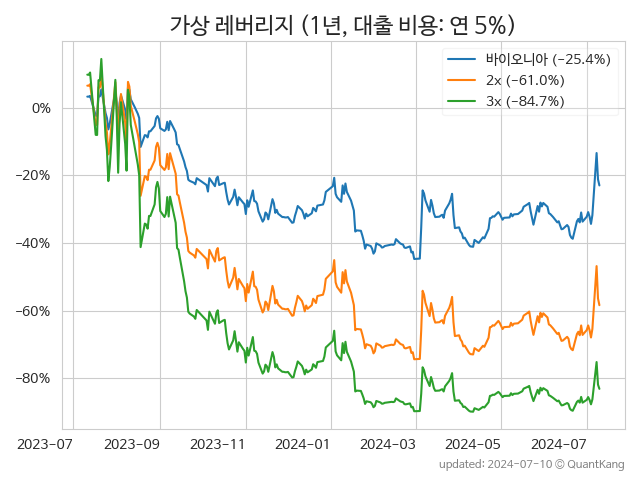 가상 레버리지 (1년, 대출 비용: 연 5%)
바이오니아 (−25.4%)
2x (−61.0%)
3x (−84.7%)
0%
−20%
−40%
−60%
−80%
2023−07 2023−09 2023−11 2024−01 2024−03 2024−05 2024−07
updated: 2024−07−10 © QuantKang